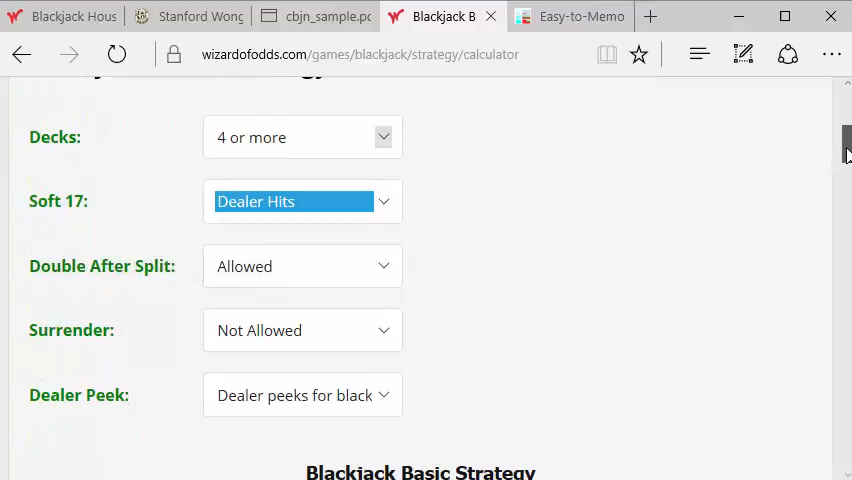 Blackjack Hous
Stanford Wong
cbjn_sample.pc
Blackjack B
Easy-to-Memo
wizardofodds.com/games/blackjack/strategy/calculator
Decks:
4 or more
Soft 17:
Dealer Hits
Double After Split:
Allowed
Surrender:
Not Allowed
Dealer Peek:
Dealer peeks for black
Blackjack Basic Strategy